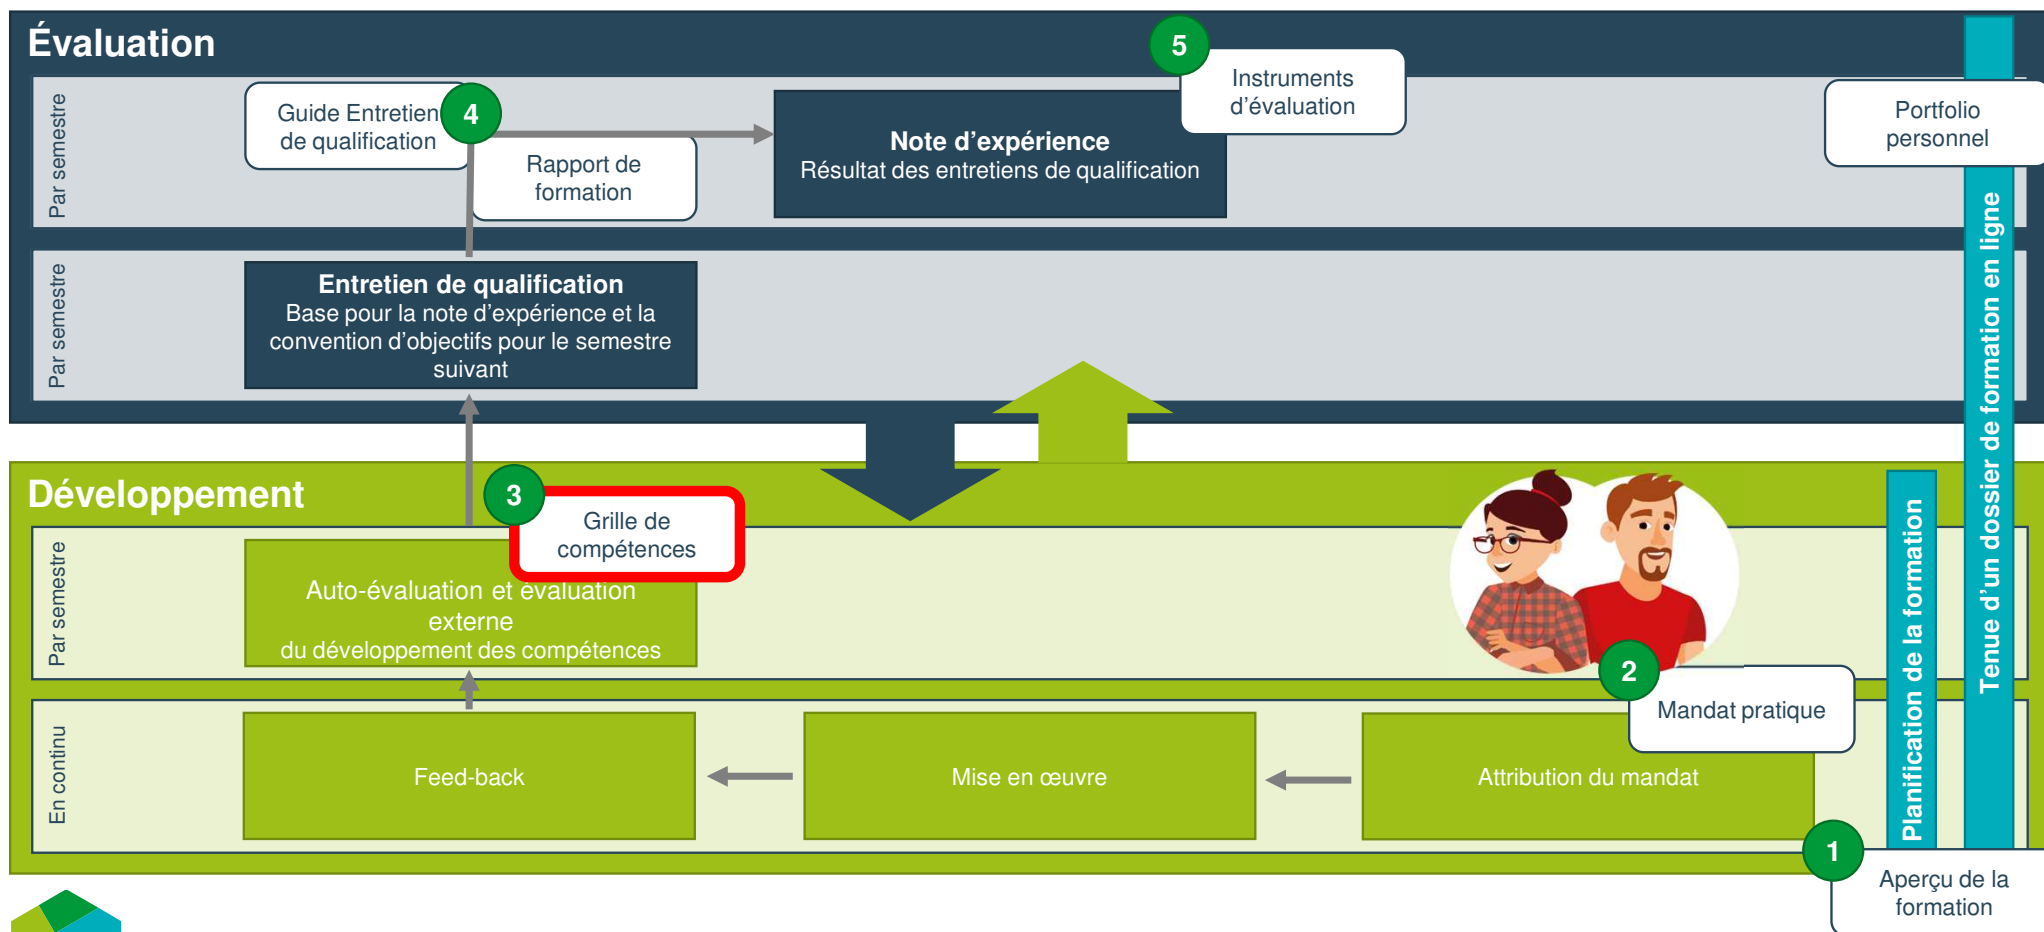 Évaluation
5
Instruments
d’évaluation
Par semestre
Guide Entretien
de qualification
4
Rapport de
formation
Note d’expérience
Résultat des entretiens de qualification
Portfolio
personnel
Par semestre
Entretien de qualification
Base pour la note d’expérience et la
convention d’objectifs pour le semestre
suivant
Tenue d’un dossier de formation en ligne
Développement
3
Grille de
compétences
Par semestre
Auto-évaluation et évaluation
externe
du développement des compétences
Planification de la formation
2
Mandat pratique
En continu
Feed-back
Mise en œuvre
Attribution du mandat
1
Aperçu de la
formation